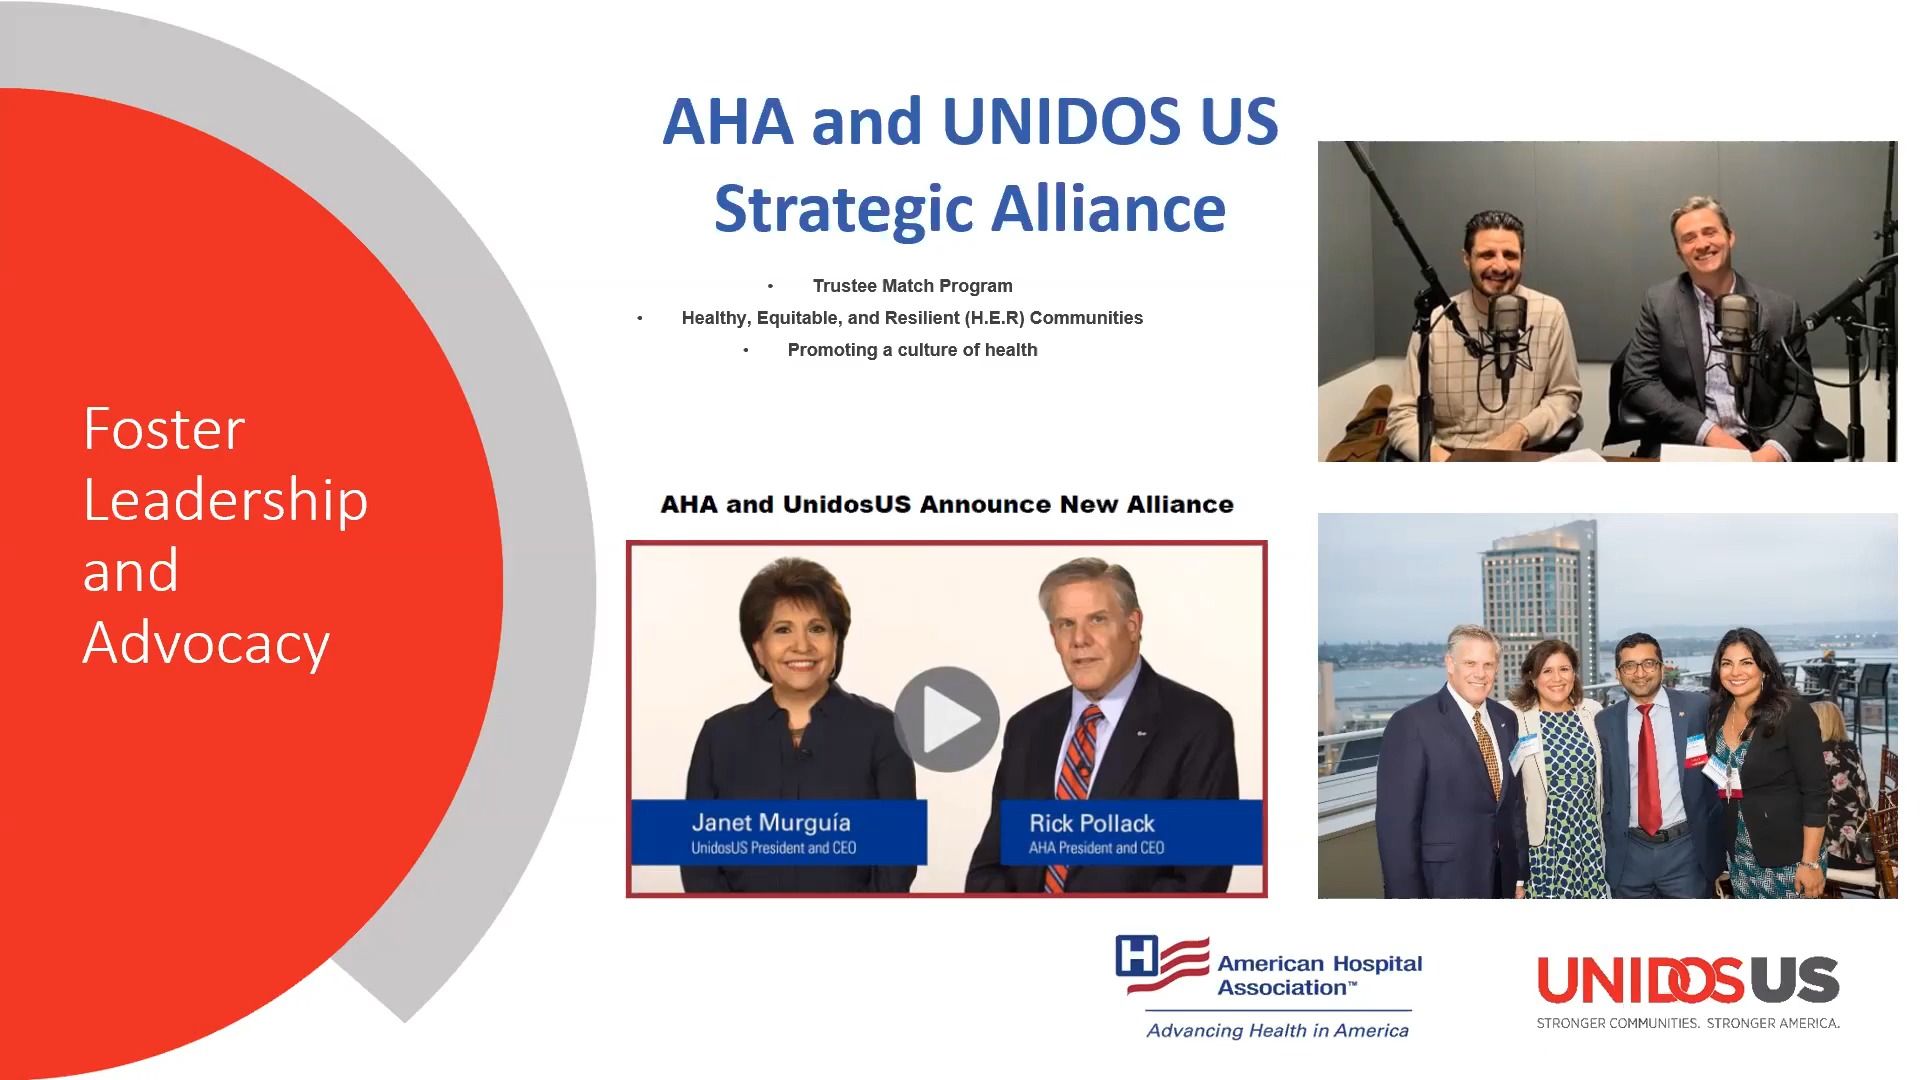 Foster
Leadership
and
Advocacy
AHA and UNIDOS US
Strategic Alliance
• Trustee Match Program
• Healthy, Equitable, and Resilient (H.E.R) Communities
• Promoting a culture of health
AHA and UnidosUS Announce New Alliance
Janet Murguía
UnidosUS President and CEO
Rick Pollack
AHA President and CEO
H
American Hospital
Association™
Advancing Health in America
UNIDOSUS
STRONGER COMMUNITIES. STRONGER AMERICA.